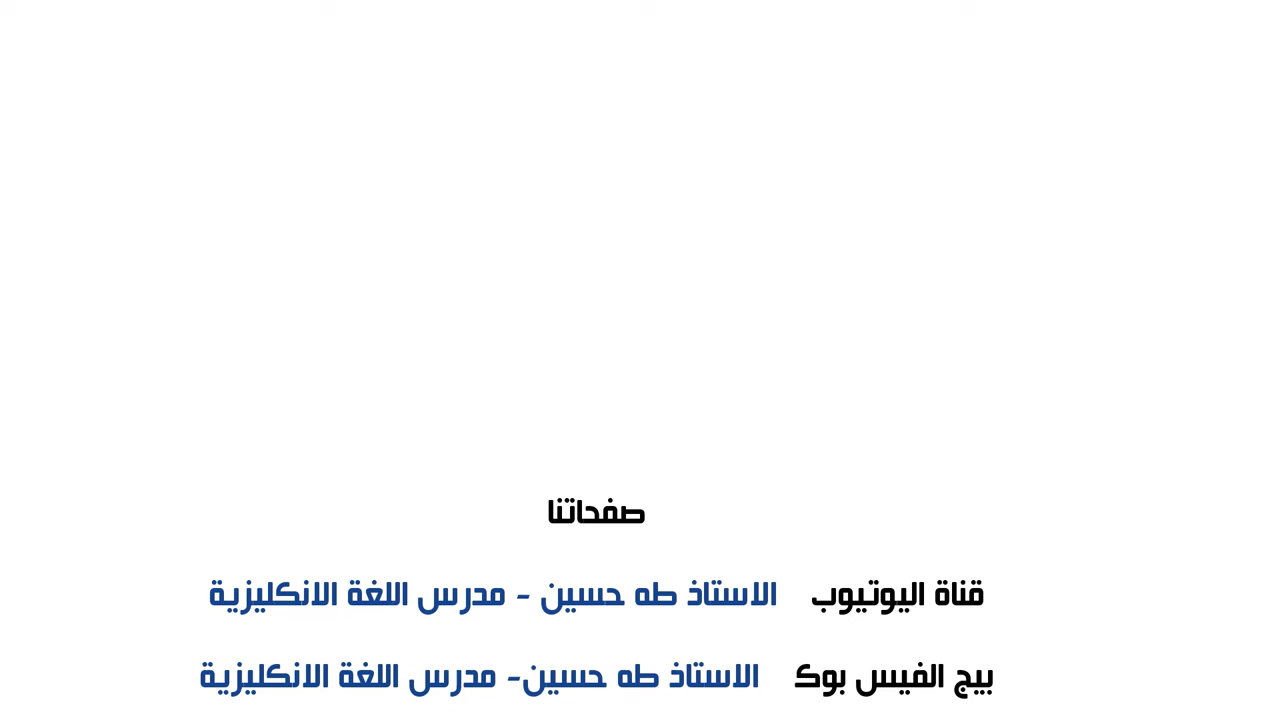 صفحاتنا
قناة اليوتيوب الاستاذ طه حسين - مدرس اللغة الانكليزية
بيج الفيس بوك الاستاذ طه حسين- مدرس اللغة الانكليزية